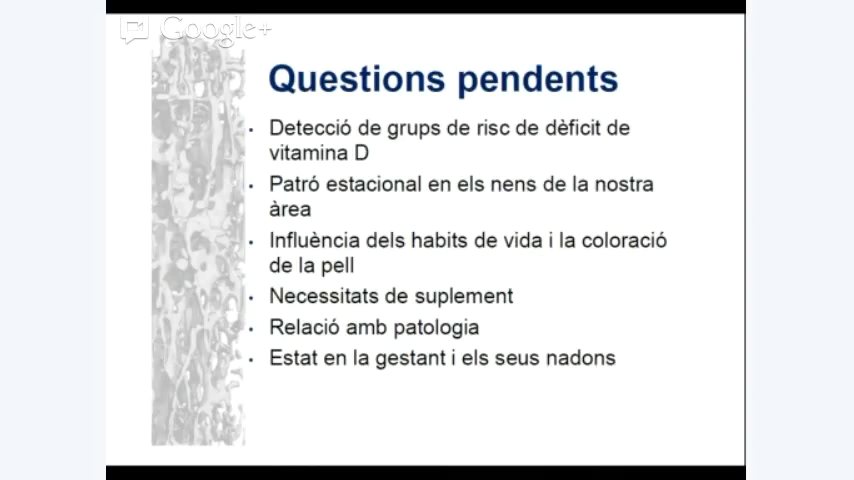 Google+
Questions pendents
Detecció de grups de risc de dèficit de
vitamina D
Patró estacional en els nens de la nostra
àrea
Influència dels habits de vida i la coloració
de la pell
Necessitats de suplement
Relació amb patologia
Estat en la gestant i els seus nadons